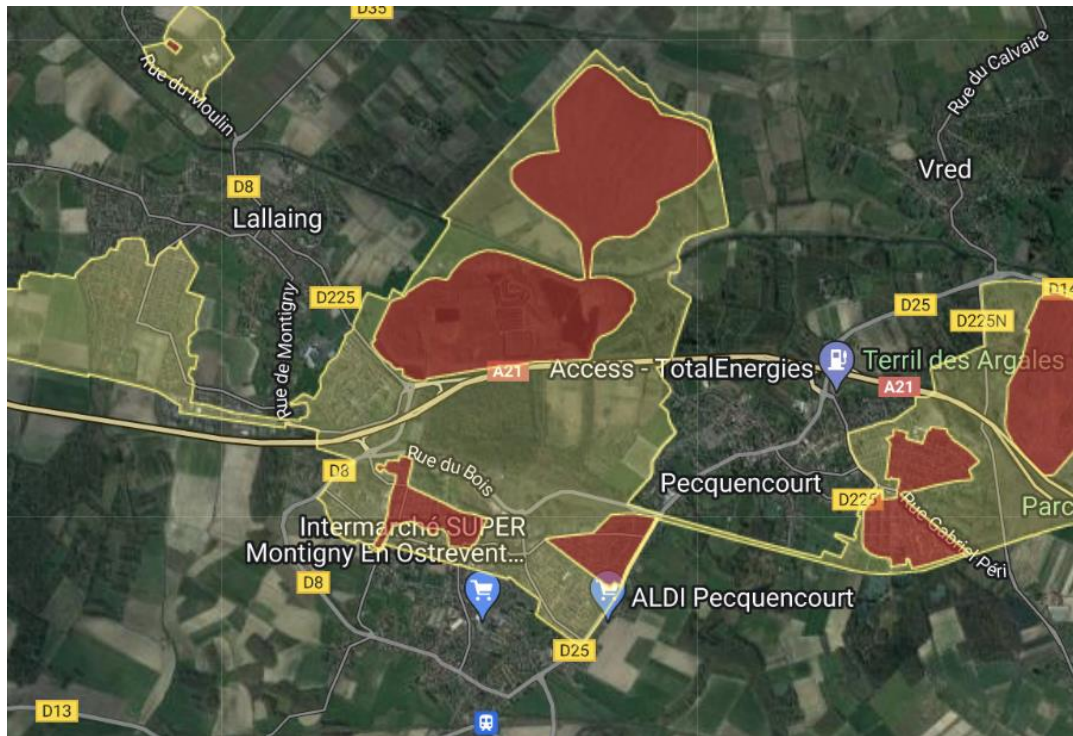 D35
Rue du Calvaire
Rue du Moulin
Vred
D8
Lallaing
D225
D25
D14
D225N
Rue de Montigny
A21
Access - TotalEnergies
Terril des Argales
A21
D8
Rue du Bois
Pecquencourt
D225
Parc
Rue Gabriel Péri
Intermarché SUPER
Montigny En Ostrevent...
D8
ALDI Pecquencourt
D25
D13